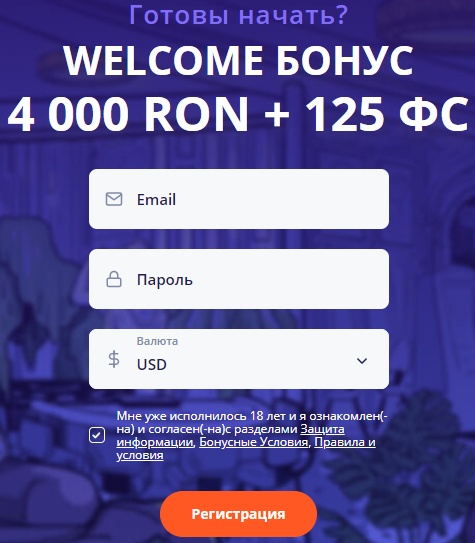 Готовы начать?
WELCOME БОНУС
4 000 RON + 125 ФС
Email
Пароль
Валюта
USD
Мне уже исполнилось 18 лет и я ознакомлен(-
на) и согласен(-на)с разделами Защита
информации, Бонусные Условия, Правила и
условия
Регистрация